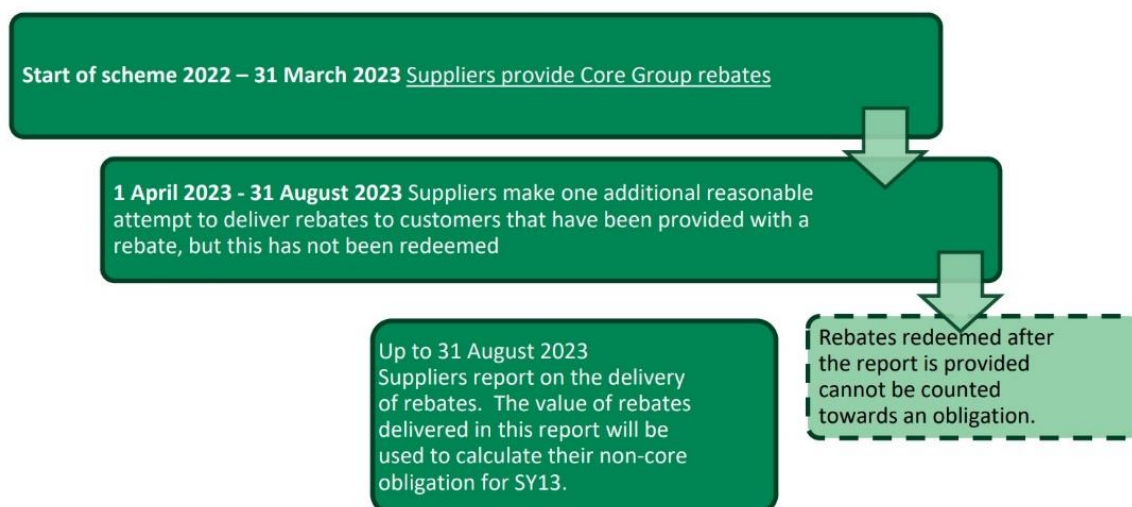 Start of scheme 2022 – 31 March 2023 Suppliers provide Core Group rebates
1 April 2023 - 31 August 2023 Suppliers make one additional reasonable
attempt to deliver rebates to customers that have been provided with a
rebate, but this has not been redeemed
Up to 31 August 2023
Suppliers report on the delivery
of rebates.  The value of rebates
delivered in this report will be
used to calculate their non-core
obligation for SY13.
Rebates redeemed after
the report is provided
cannot be counted
towards an obligation.